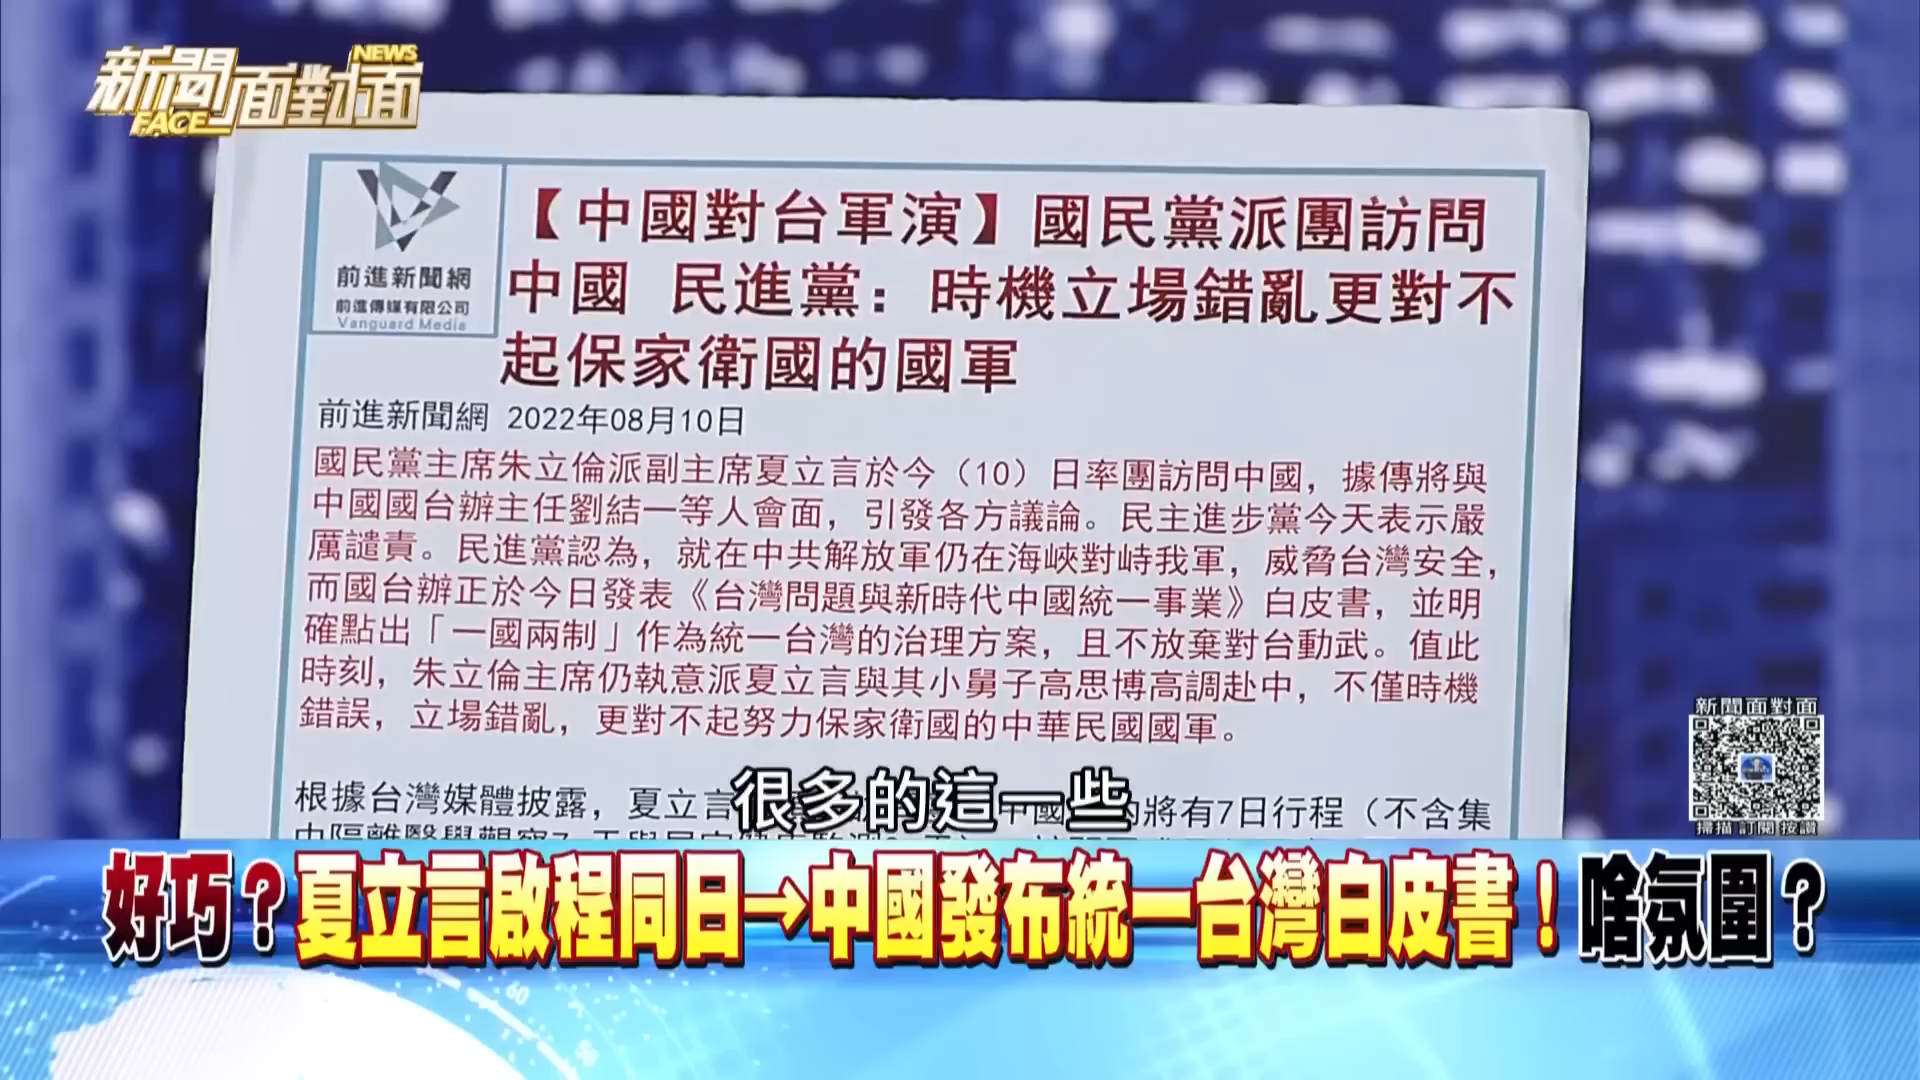 新聞面對面
NEWS
FACE
前進新聞網
前進傳媒有限公司
Vanguard Media
【中國對台軍演】國民黨派團訪問
中國 民進黨：時機立場錯亂更對不
起保家衛國的國軍
前進新聞網 2022年08月10日
國民黨主席朱立倫派副主席夏立言於今（10）日率團訪問中國，據傳將與
中國國台辦主任劉結一等人會面，引發各方議論。民主進步黨今天表示嚴
厲譴責。民進黨認為，就在中共解放軍仍在海峽對峙我軍，威脅台灣安全，
而國台辦正於今日發表《台灣問題與新時代中國統一事業》白皮書，並明
確點出「一國兩制」作為統一台灣的治理方案，且不放棄對台動武。值此
時刻，朱立倫主席仍執意派夏立言與其小舅子高思博高調赴中，不僅時機
錯誤，立場錯亂，更對不起努力保家衛國的中華民國國軍。
根據台灣媒體披露，夏立言 中國 將有7日行程（不含集
很多的這一些
新聞面對面
掃描 訂閱 按讚
好巧？夏立言啟程同日→中國發布統一台灣白皮書！啥氛圍？